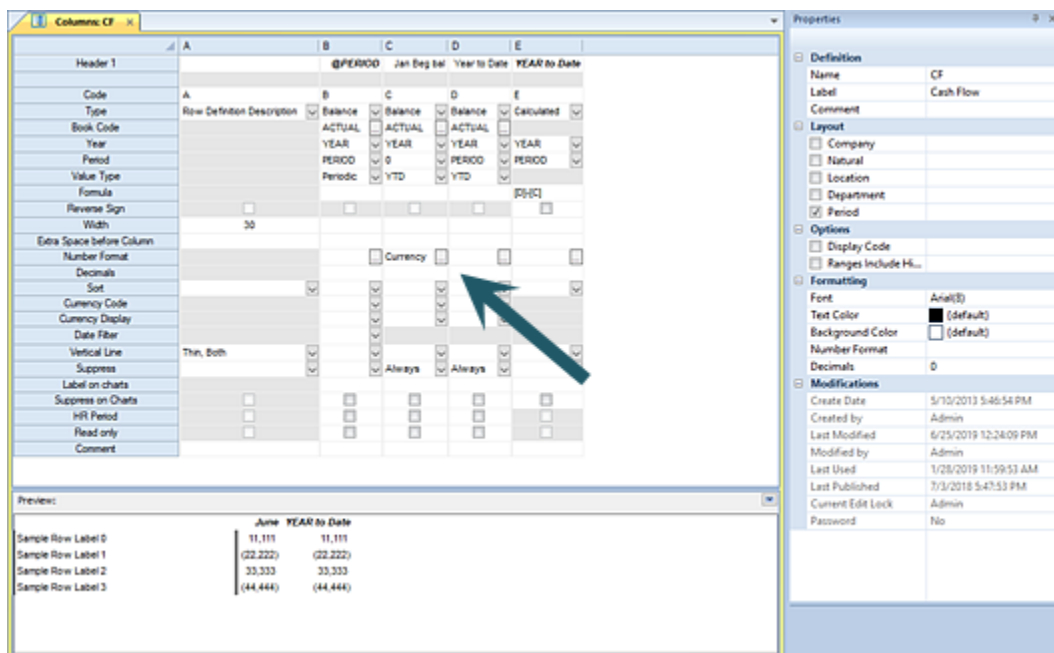 Columns: CF ×
A B C D E
Header 1 @PERIOD Jan Beg bal Year to Date YEAR to Date
Code A B C D E
Type Row Definition Description Balance Balance Balance Calculated
Book Code ACTUAL ... ACTUAL ... ACTUAL ...
Year YEAR YEAR YEAR YEAR
Period PERIOD 0 PERIOD PERIOD
Value Type Periodic YTD YTD
Formula [D]-[C]
Reverse Sign
Width 30
Extra Space before Column
Number Format ... Currency ... ... ...
Decimals
Sort
Currency Code
Currency Display
Date Filter
Vertical Line Thin, Both
Suppress Always Always
Label on charts
Suppress on Charts
HR Period
Read only
Comment
Preview:
June YEAR to Date
Sample Row Label 0 11,111 11,111
Sample Row Label 1 (22,222) (22,222)
Sample Row Label 2 33,333 33,333
Sample Row Label 3 (44,444) (44,444)
Properties
Definition
Name CF
Label Cash Flow
Comment
Layout
Company
Natural
Location
Department
Period
Options
Display Code
Ranges Include Hi...
Formatting
Font Arial(8)
Text Color (default)
Background Color (default)
Number Format
Decimals 0
Modifications
Create Date 5/10/2013 5:46:54 PM
Created by Admin
Last Modified 6/25/2019 12:24:09 PM
Modified by Admin
Last Used 1/28/2019 11:59:53 AM
Last Published 7/3/2018 5:47:53 PM
Current Edit Lock Admin
Password No